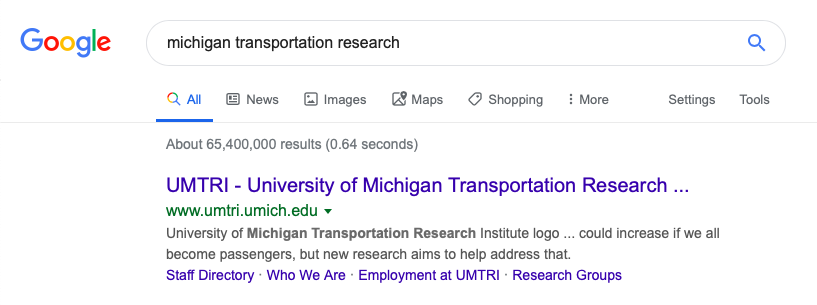 Google
michigan transportation research
All News Images Maps Shopping More Settings Tools
About 65,400,000 results (0.64 seconds)
UMTRI - University of Michigan Transportation Research ...
www.umtri.umich.edu
University of Michigan Transportation Research Institute logo ... could increase if we all
become passengers, but new research aims to help address that.
Staff Directory · Who We Are · Employment at UMTRI · Research Groups